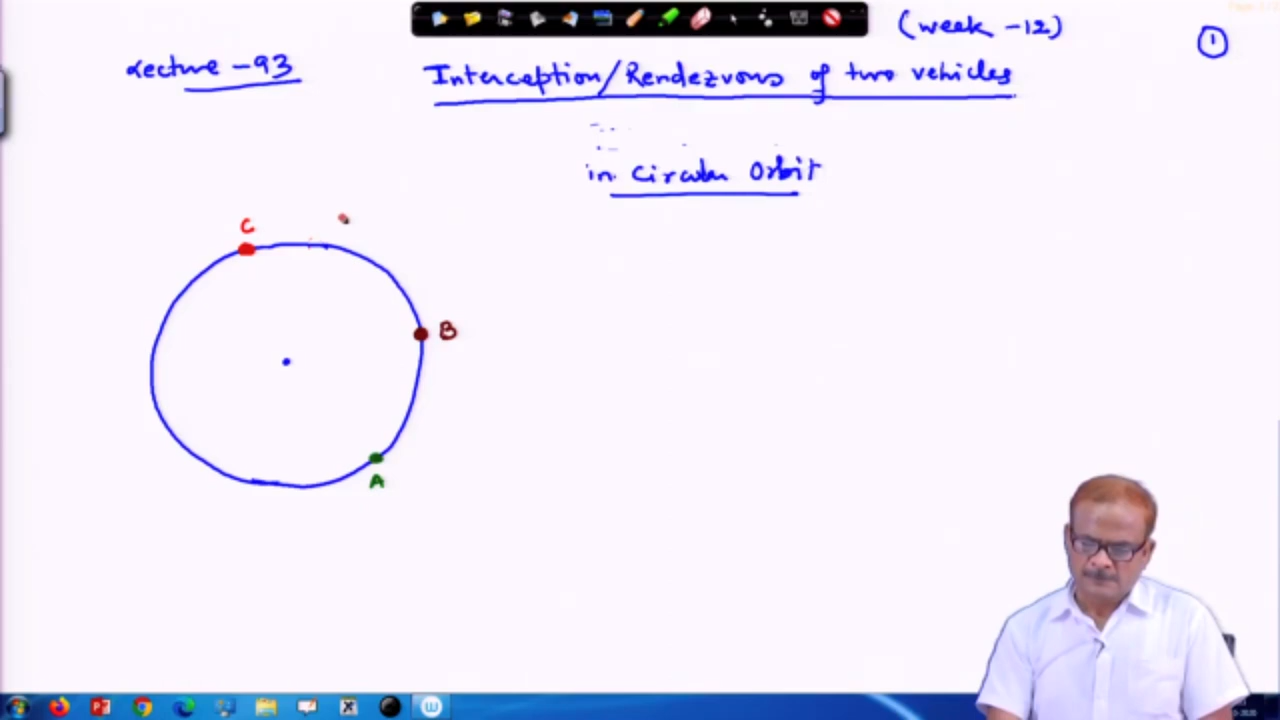 (week -12)
1
Lecture -93
Interception/Rendezvous of two vehicles
in Circular Orbit
C
B
A